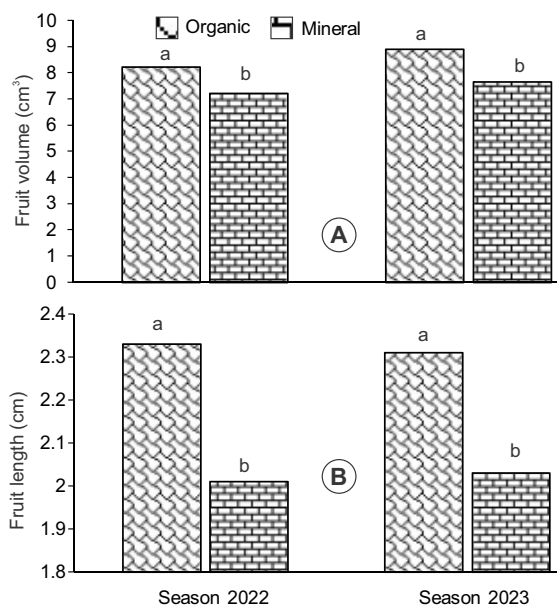 Organic Mineral
Fruit volume (cm³)
10
9
8
7
6
5
4
3
2
1
0
a
b
a
b
A
Fruit length (cm)
2.4
2.3
2.2
2.1
2
1.9
1.8
a
b
a
b
B
Season 2022 Season 2023